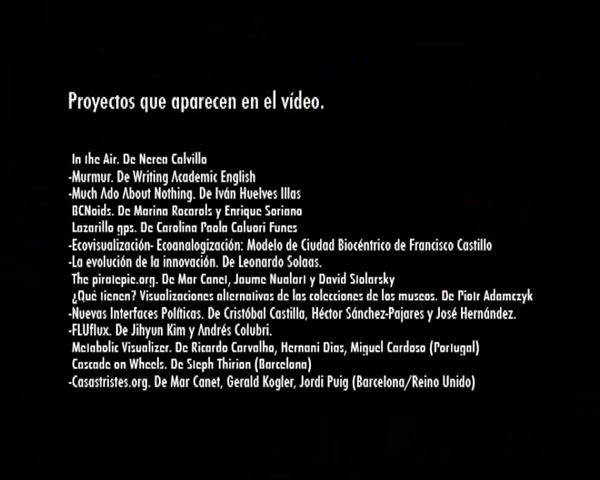 Proyectos que aparecen en el vídeo.
In the Air. De Nerea Calvillo
-Murmur. De Writing Academic English
-Much Ado About Nothing. De Iván Huelves Illas
BCNoids. De Marina Rocarols y Enrique Soriano
Lazarillo gps. De Carolina Paola Caluori Funes
-Ecovisualización- Ecoanalogización: Modelo de Ciudad Biocéntrico de Francisco Castillo
-La evolución de la innovación. De Leonardo Solaas.
The piratepie.org. De Mar Canet, Jaume Nualart y David Stolarsky
¿Qué tienen? Visualizaciones alternativas de las colecciones de los museos. De Piotr Adamczyk
-Nuevas Interfaces Políticas. De Cristóbal Castilla, Héctor Sánchez-Pajares y José Hernández.
-FLUflux. De Jihyun Kim y Andrés Colubri.
Metabolic Visualizer. De Ricardo Carvalho, Hernani Dias, Miguel Cardoso (Portugal)
Cascade on Wheels. De Steph Thirion (Barcelona)
-Casastristes.org. De Mar Canet, Gerald Kogler, Jordi Puig (Barcelona/Reino Unido)